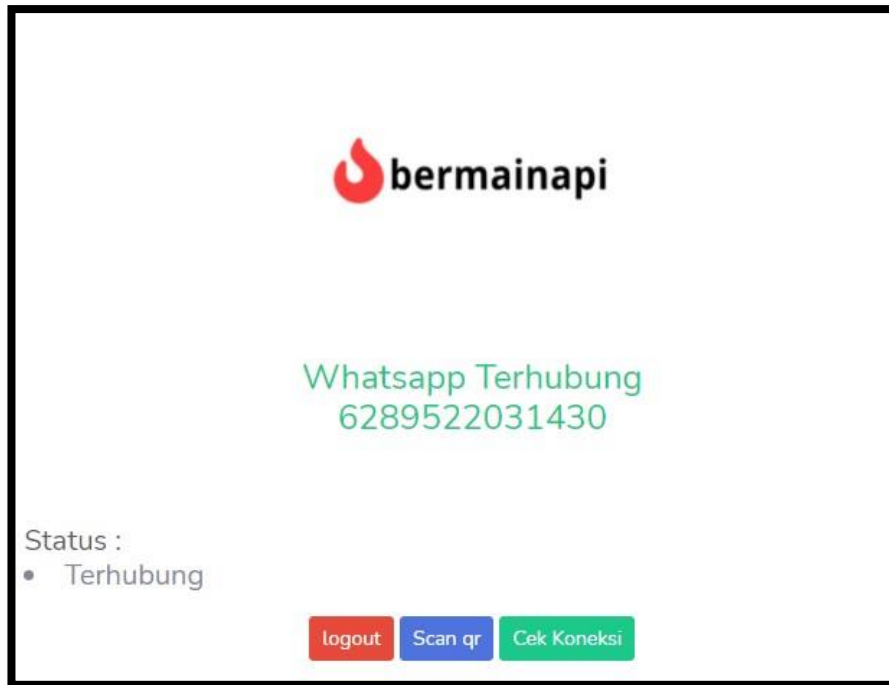 bermainapi
Whatsapp Terhubung
6289522031430
Status :
• Terhubung
logout Scan qr Cek Koneksi